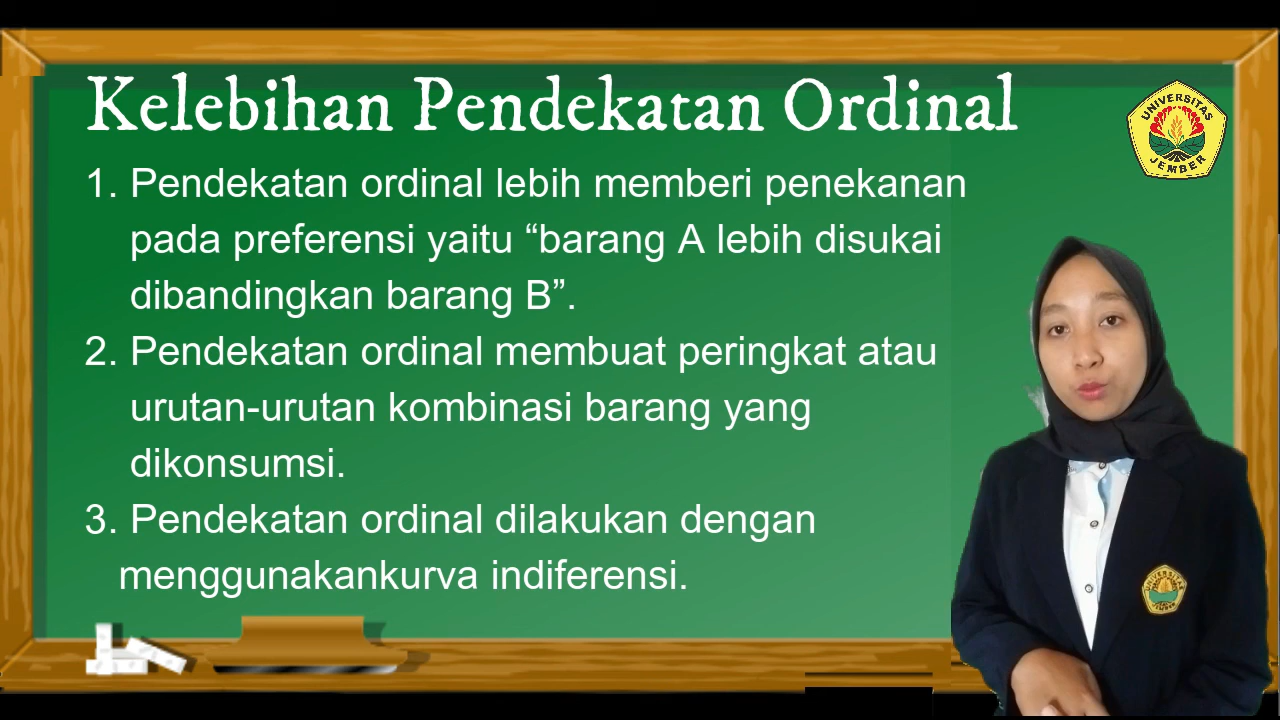 Kelebihan Pendekatan Ordinal
UNIVERSITAS
JEMBER
1. Pendekatan ordinal lebih memberi penekanan
pada preferensi yaitu “barang A lebih disukai
dibandingkan barang B”.
2. Pendekatan ordinal membuat peringkat atau
urutan-urutan kombinasi barang yang
dikonsumsi.
3. Pendekatan ordinal dilakukan dengan
menggunakankurva indiferensi.
UNIVERSITAS
JEMBER